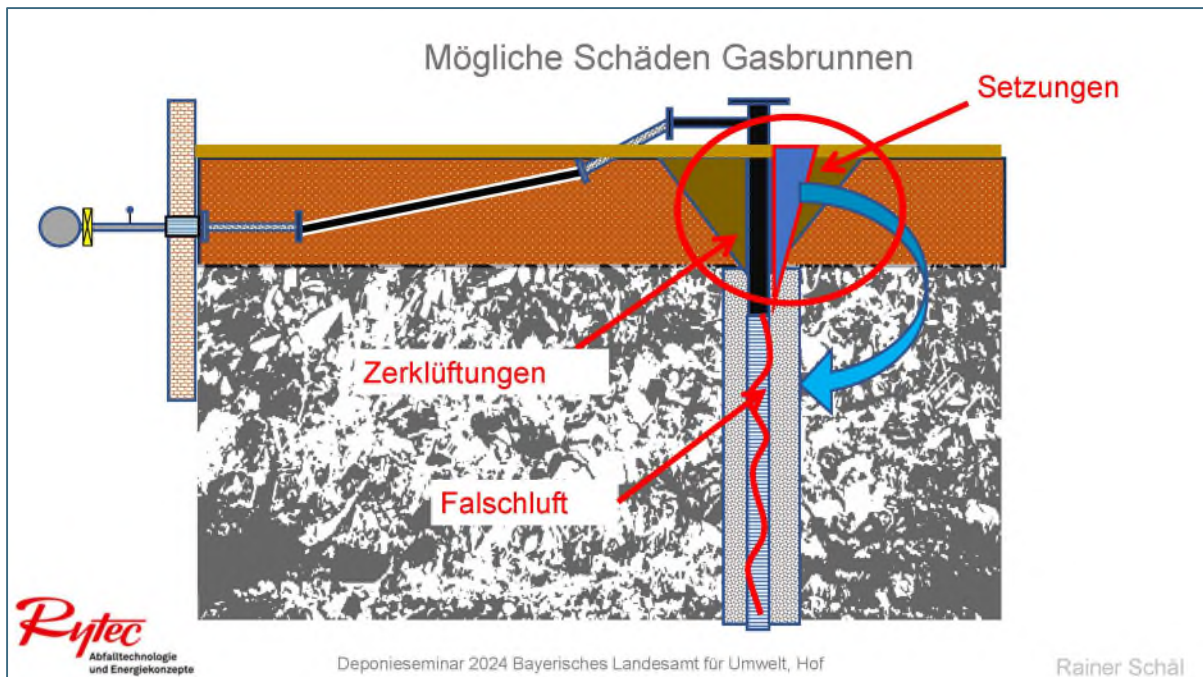 Mögliche Schäden Gasbrunnen
Setzungen
Zerklüftungen
Falschluft
Rytec
Abfalltechnologie
und Energiekonzepte
Deponieseminar 2024 Bayerisches Landesamt für Umwelt, Hof
Rainer Schäl